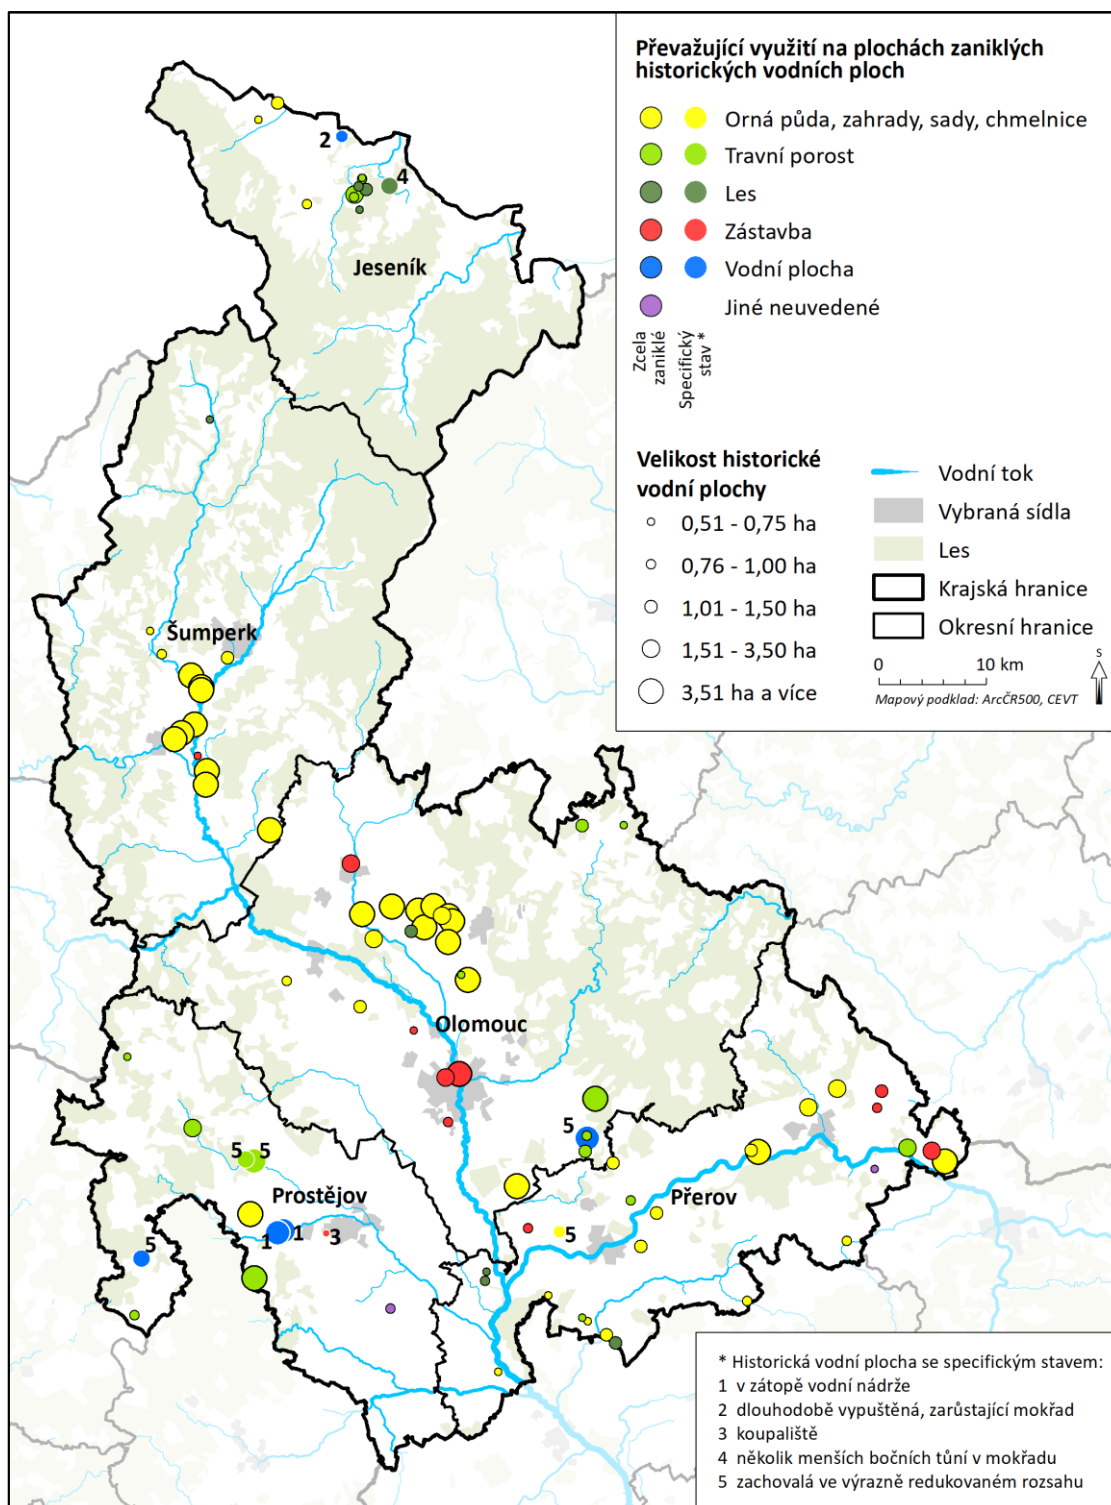 Převažující využití na plochách zaniklých
historických vodních ploch
Orná půda, zahrady, sady, chmelnice
Travní porost
Les
Zástavba
Vodní plocha
Jiné neuvedené
Zcela
zaniklé
Specifický
stav *
Velikost historické
vodní plochy
0,51 - 0,75 ha
0,76 - 1,00 ha
1,01 - 1,50 ha
1,51 - 3,50 ha
3,51 ha a více
Vodní tok
Vybraná sídla
Les
Krajská hranice
Okresní hranice
0 10 km
S
Mapový podklad: ArcČR500, CEVT
2
4
Jeseník
Šumperk
Olomouc
5
5 5
Prostějov
Přerov
1
1
3
5
5
* Historická vodní plocha se specifickým stavem:
1 v zátopě vodní nádrže
2 dlouhodobě vypuštěná, zarůstající mokřad
3 koupaliště
4 několik menších bočních tůní v mokřadu
5 zachovalá ve výrazně redukovaném rozsahu